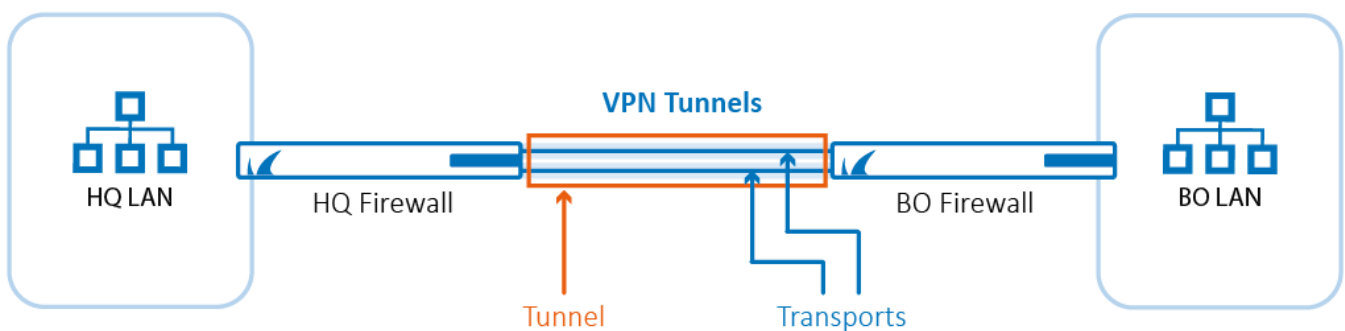 VPN Tunnels
HQ LAN
HQ Firewall
BO Firewall
BO LAN
Tunnel
Transports